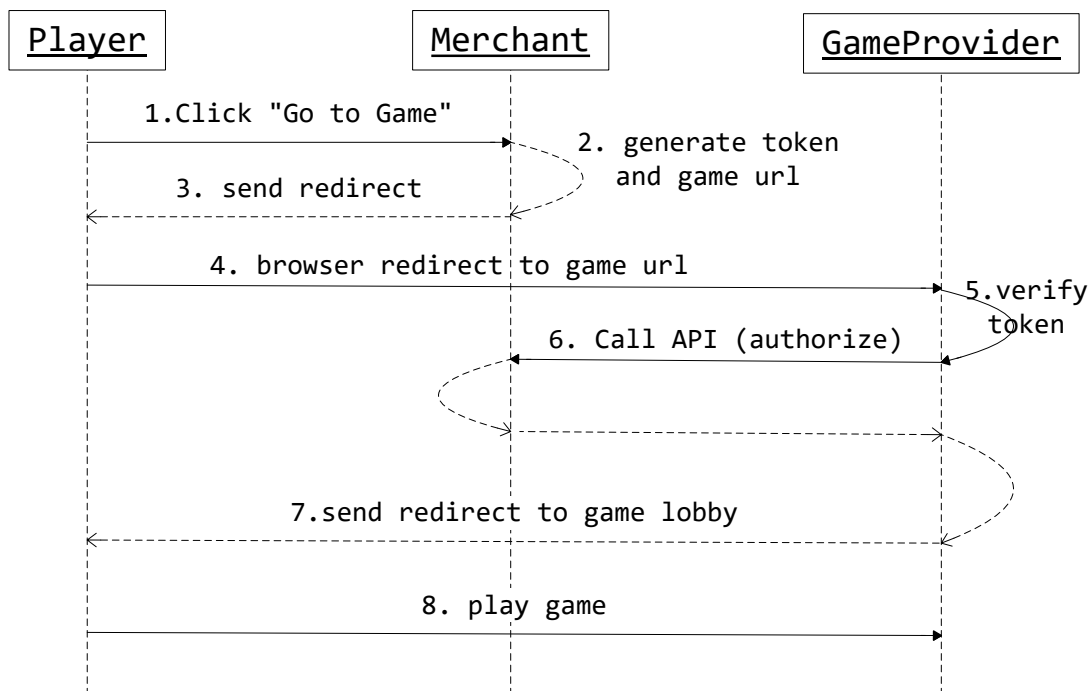 Player
Merchant
GameProvider
1.Click "Go to Game"
2. generate token
and game url
3. send redirect
4. browser redirect to game url
5.verify
token
6. Call API (authorize)
7.send redirect to game lobby
8. play game